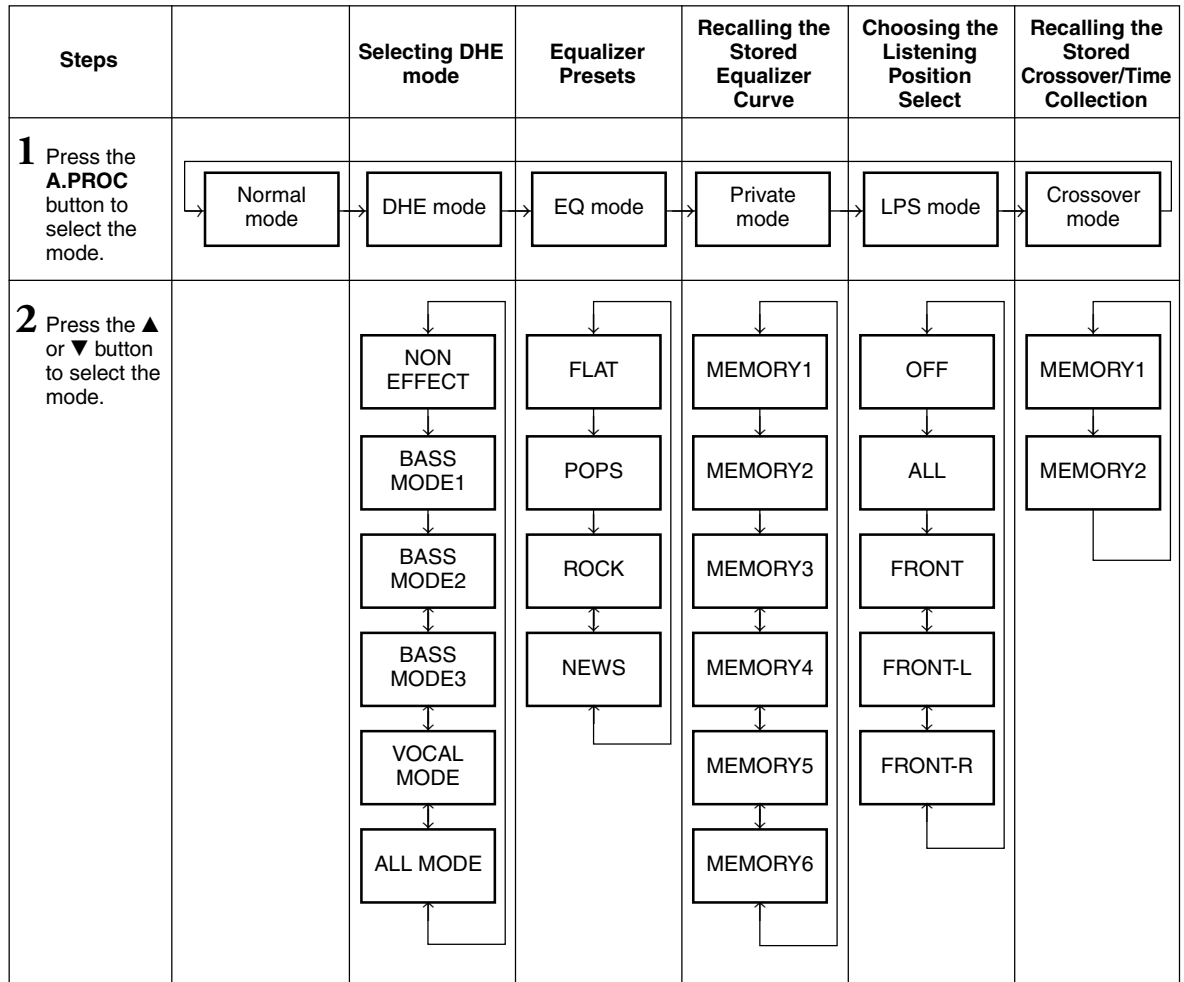 Steps
Selecting DHE
mode
Equalizer
Presets
Recalling the
Stored
Equalizer
Curve
Choosing the
Listening
Position
Select
Recalling the
Stored
Crossover/Time
Collection
1 Press the
A.PROC
button to
select the
mode.
Normal
mode
DHE mode
EQ mode
Private
mode
LPS mode
Crossover
mode
2 Press the ▲
or ▼ button
to select the
mode.
NON
EFFECT
BASS
MODE1
BASS
MODE2
BASS
MODE3
VOCAL
MODE
ALL MODE
FLAT
POPS
ROCK
NEWS
MEMORY1
MEMORY2
MEMORY3
MEMORY4
MEMORY5
MEMORY6
OFF
ALL
FRONT
FRONT-L
FRONT-R
MEMORY1
MEMORY2